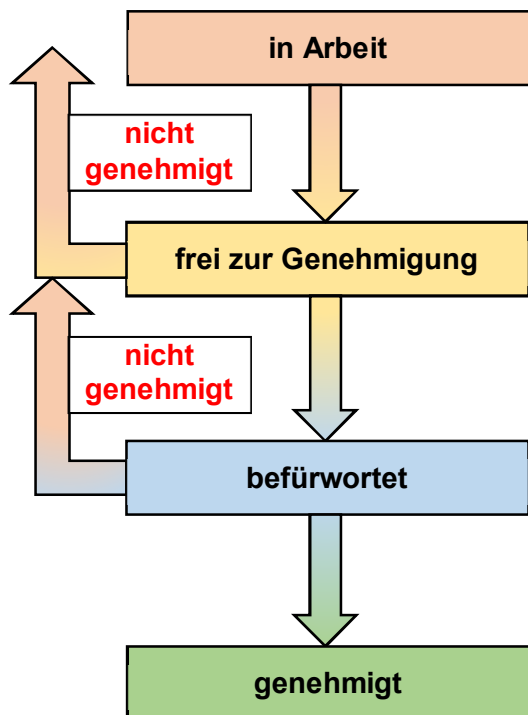 in Arbeit
nicht
genehmigt
frei zur Genehmigung
nicht
genehmigt
befürwortet
genehmigt